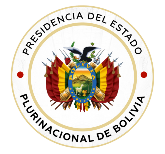 PRESIDENCIA DEL ESTADO
PLURINACIONAL DE BOLIVIA